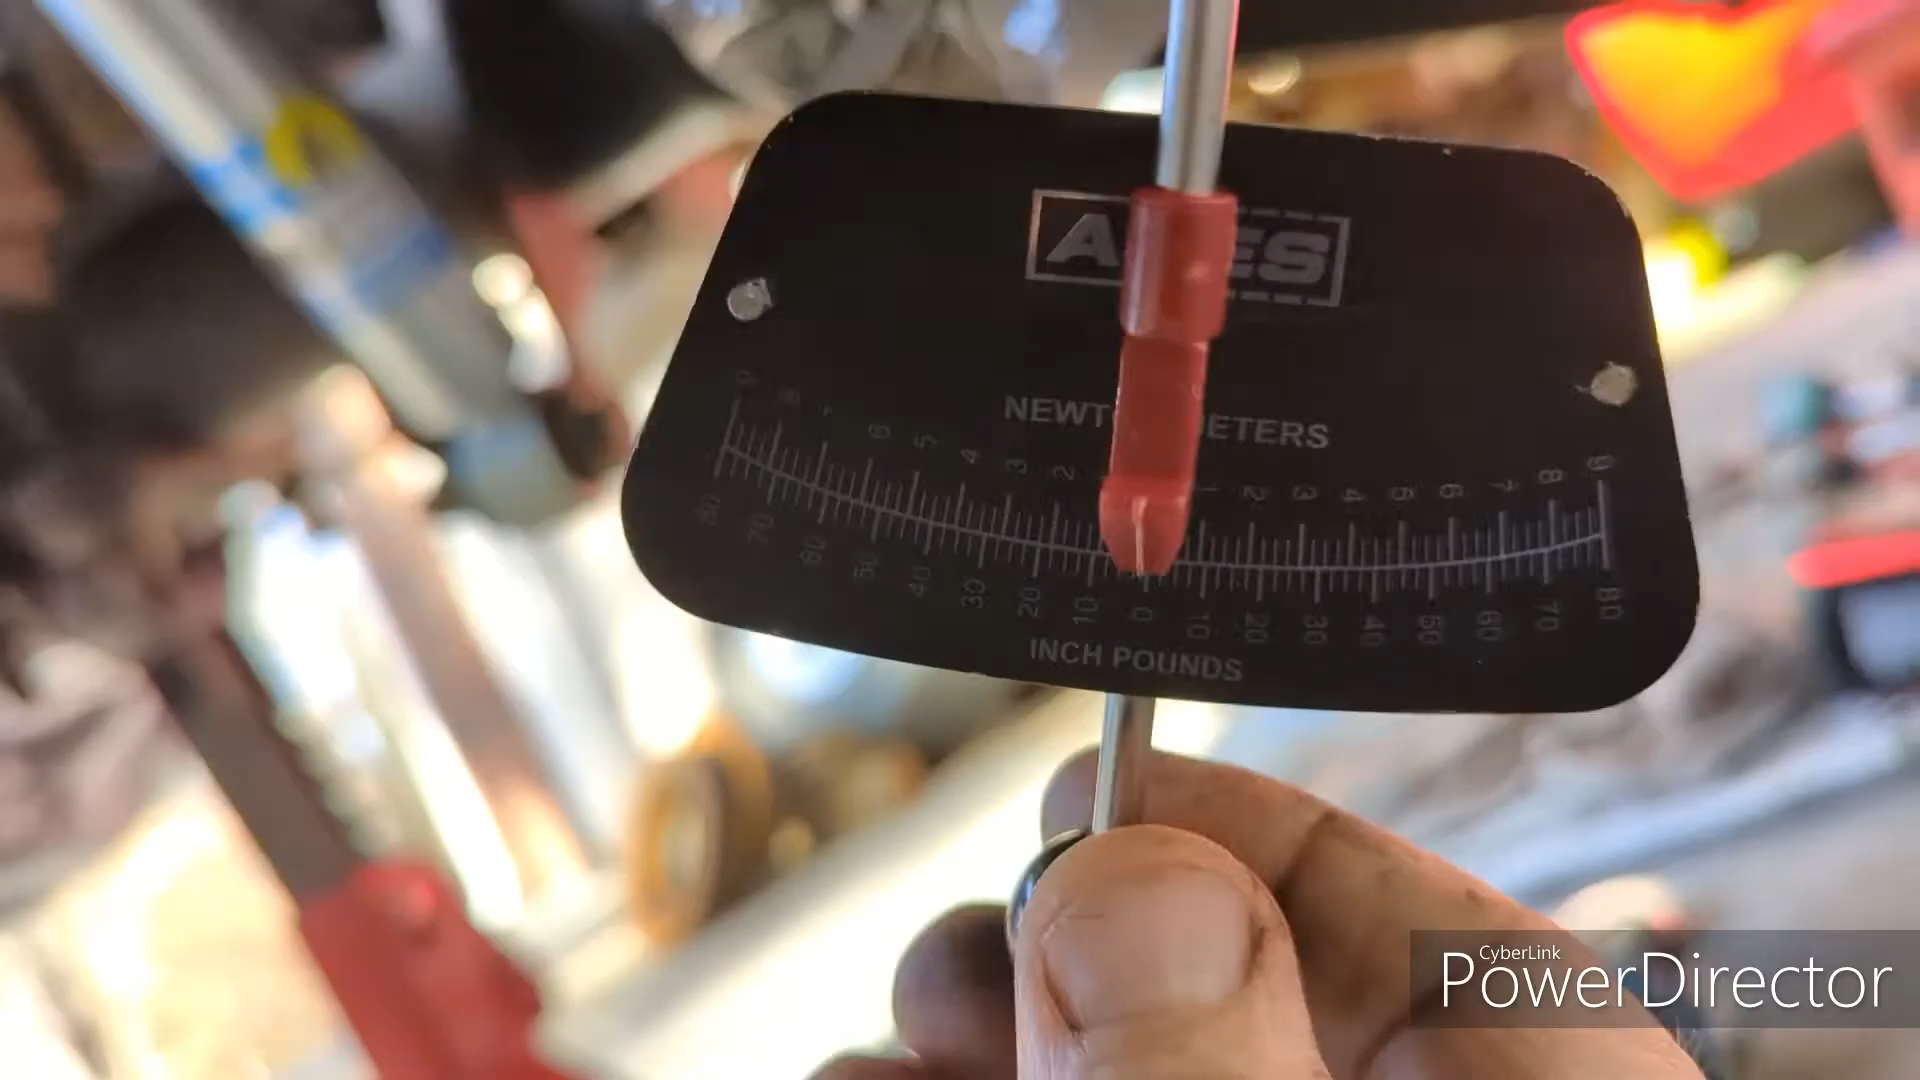 NEWT ETERS
9 8 7 6 5 4 3 2 1 2 3 4 5 6 7 8 9
80 70 60 50 40 30 20 10 0 10 20 30 40 50 60 70 80
INCH POUNDS
CyberLink
PowerDirector